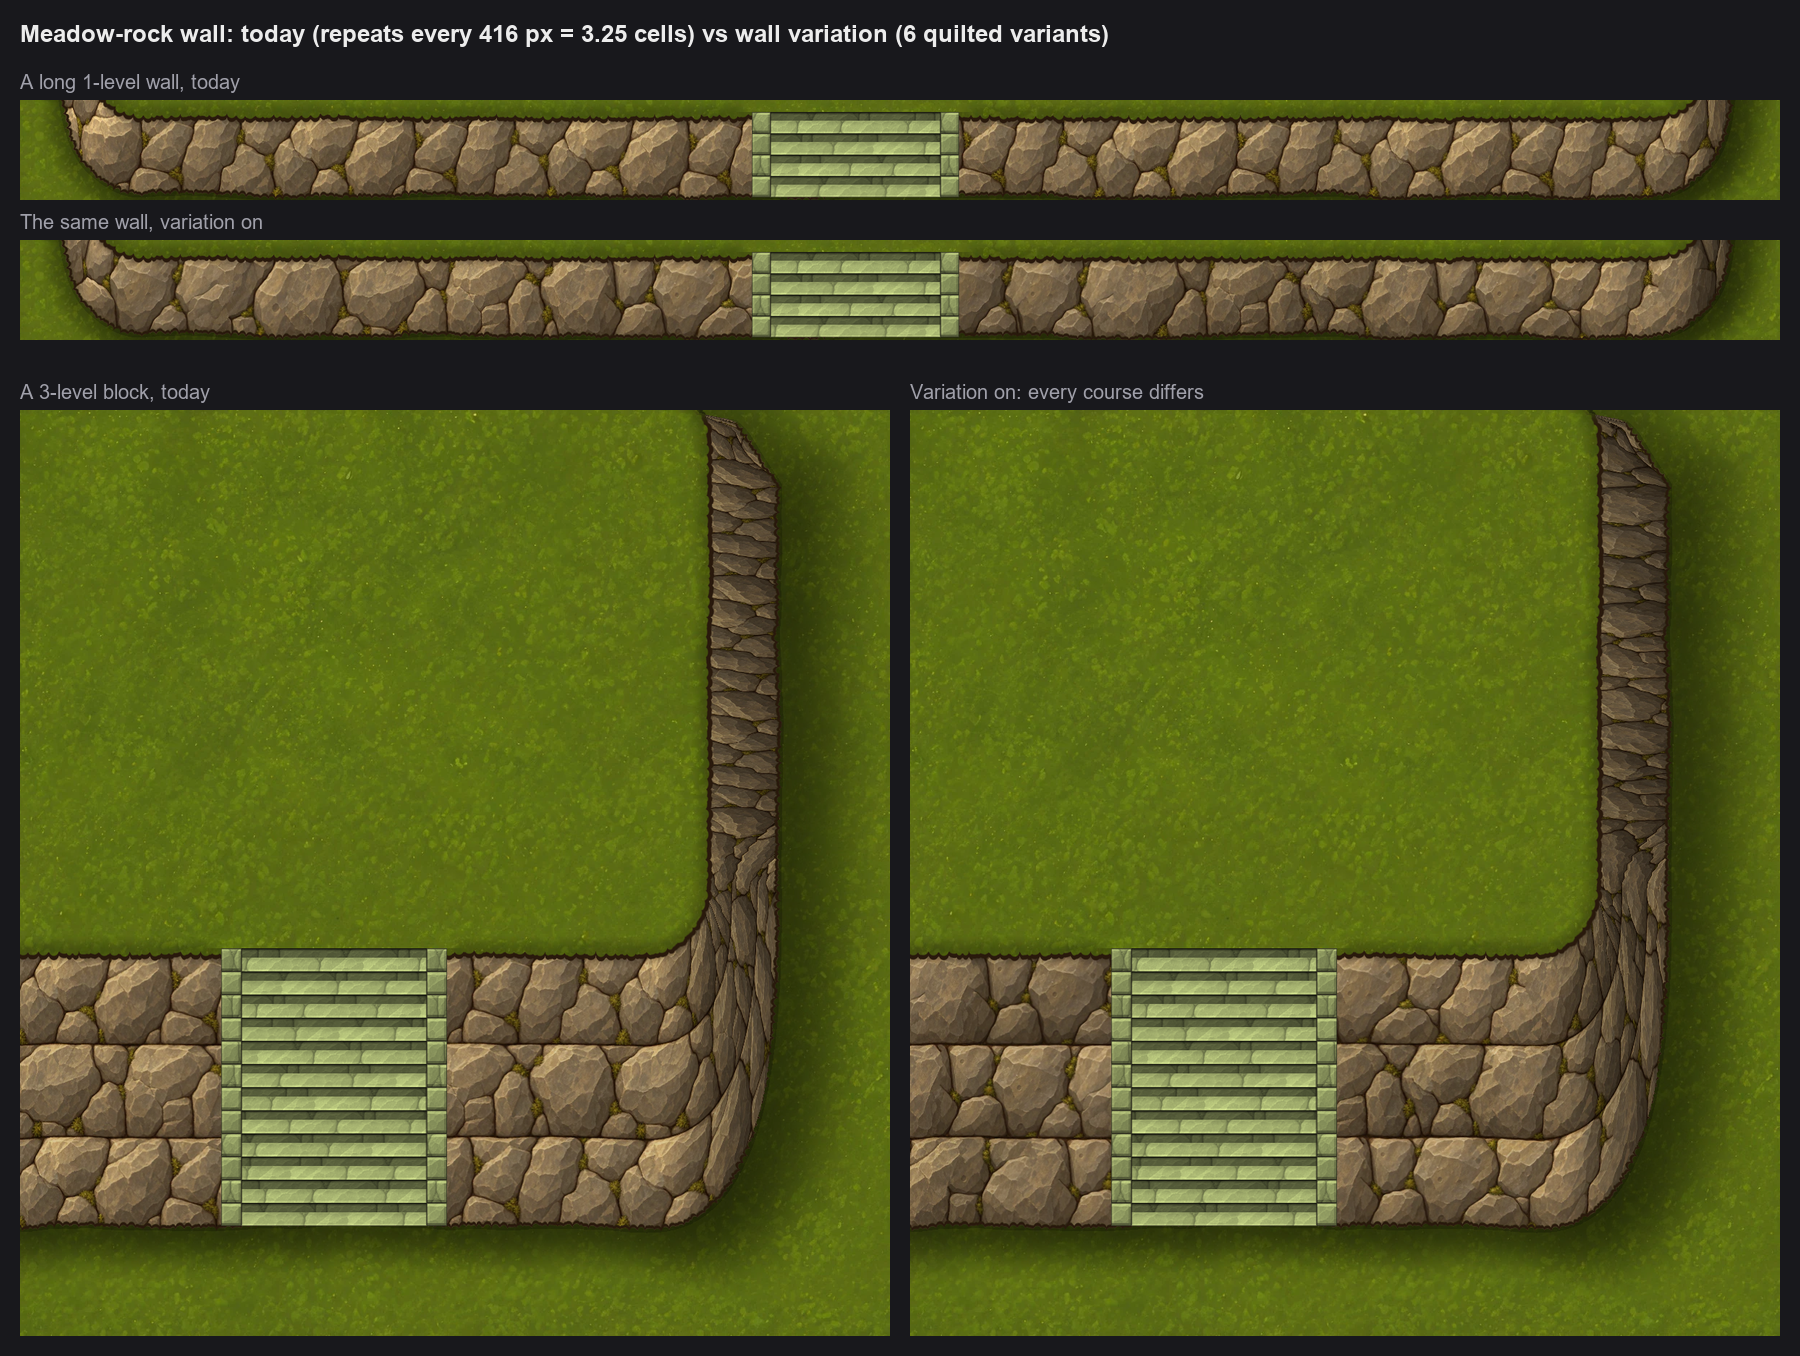 Meadow-rock wall: today (repeats every 416 px = 3.25 cells) vs wall variation (6 quilted variants)
A long 1-level wall, today
The same wall, variation on
A 3-level block, today
Variation on: every course differs